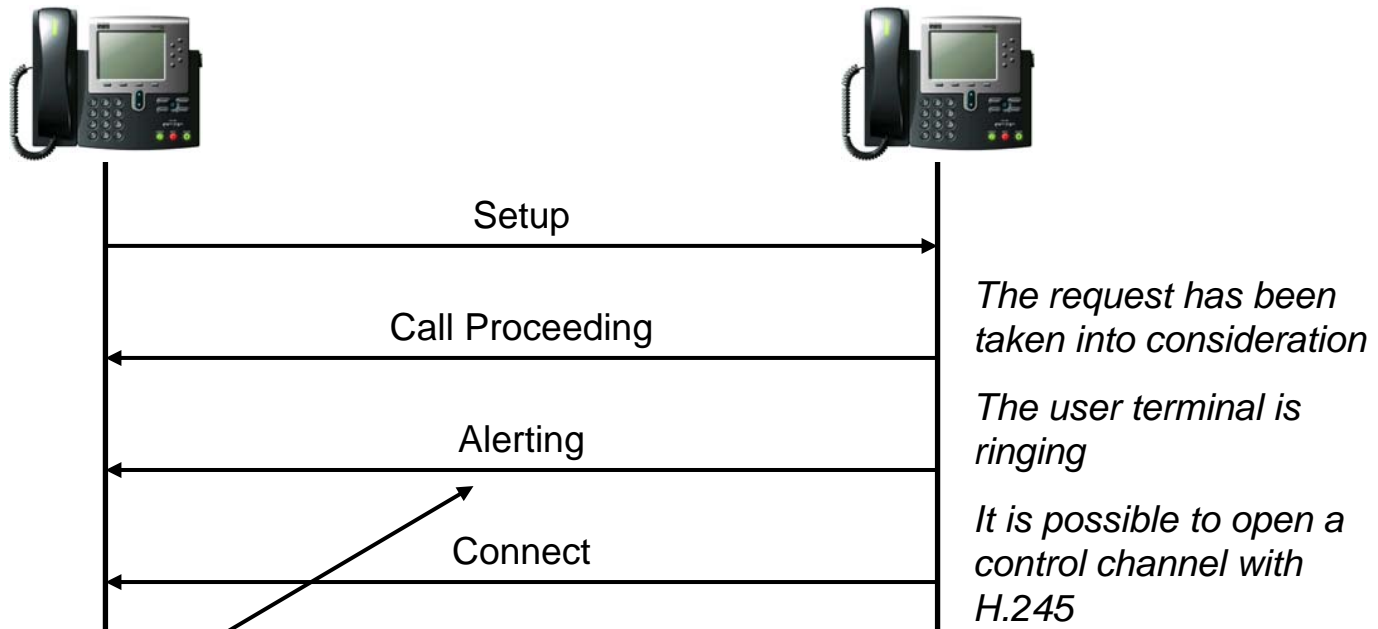 Setup
Call Proceeding
The request has been
taken into consideration
Alerting
The user terminal is
ringing
Connect
It is possible to open a
control channel with
H.245